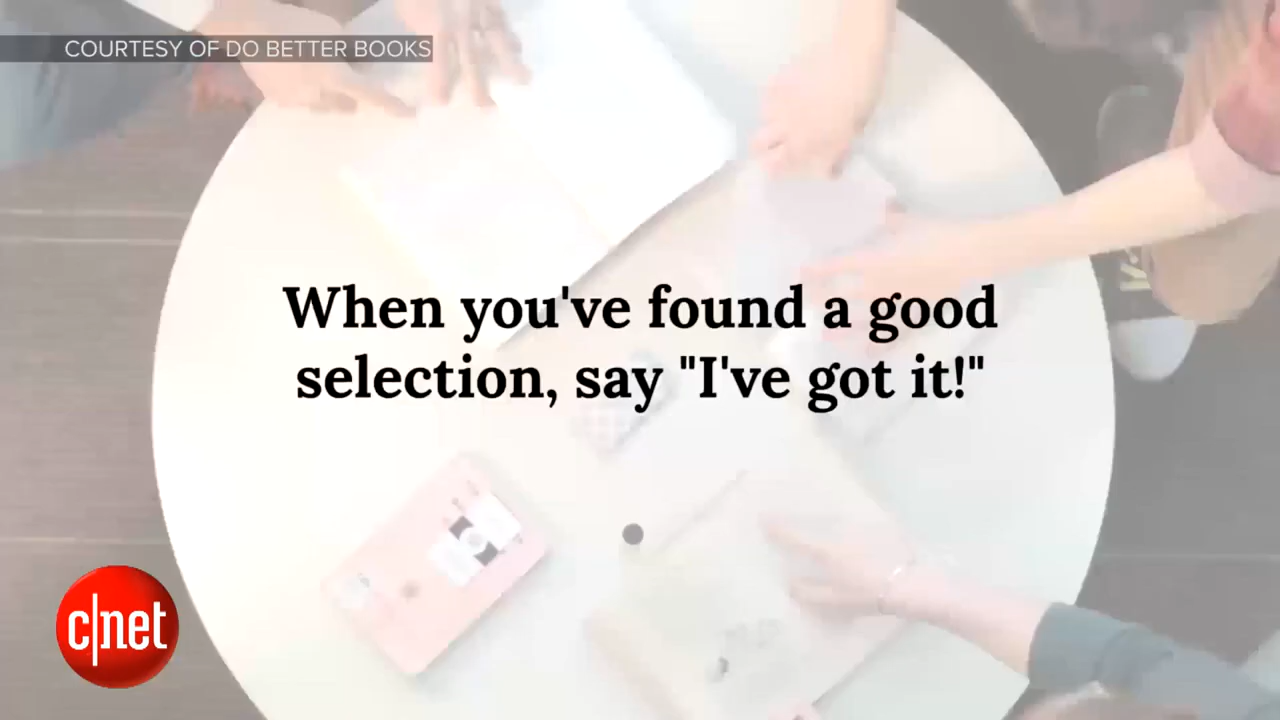 COURTESY OF DO BETTER BOOKS
When you've found a good
selection, say "I've got it!"
c|net